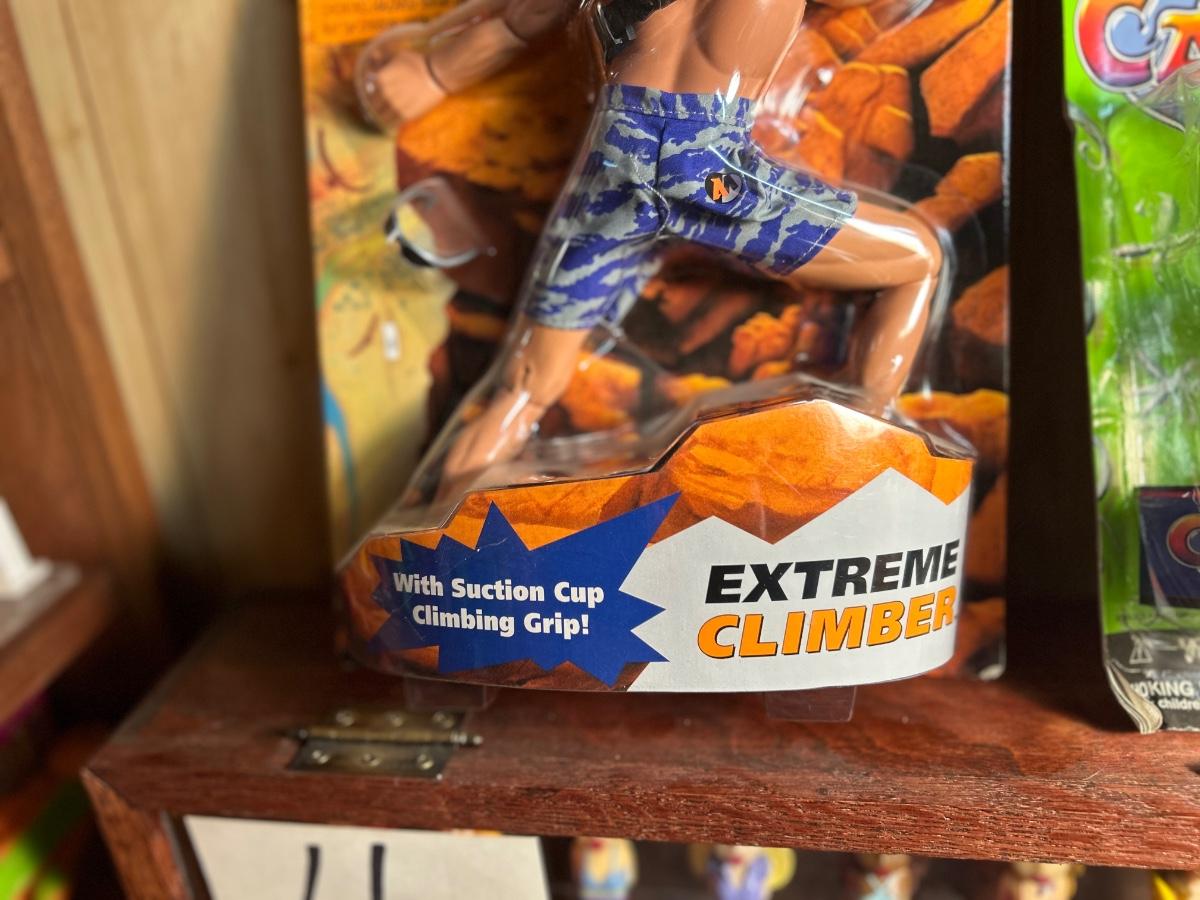 With Suction Cup
Climbing Grip!
EXTREME
CLIMBER